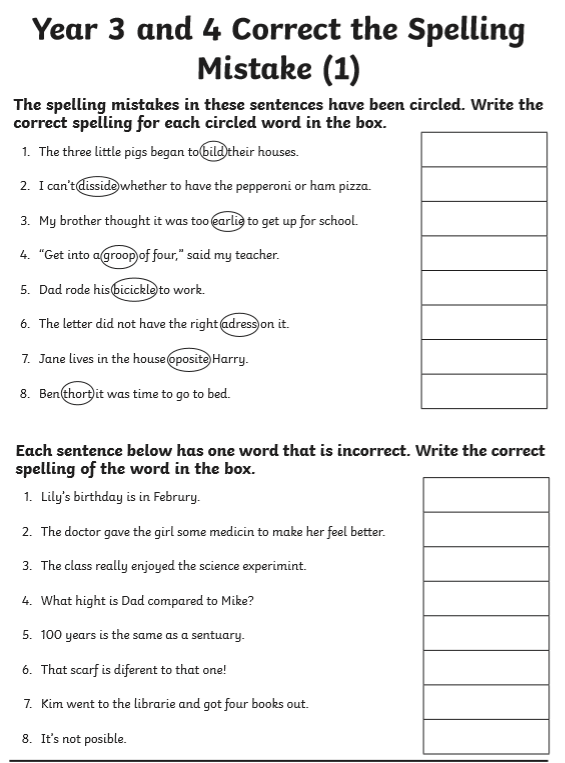 Year 3 and 4 Correct the Spelling
Mistake (1)
The spelling mistakes in these sentences have been circled. Write the
correct spelling for each circled word in the box.
1. The three little pigs began to bild their houses.
2. I can't disside whether to have the pepperoni or ham pizza.
3. My brother thought it was too earlie to get up for school.
4. “Get into a groop of four,” said my teacher.
5. Dad rode his bicickle to work.
6. The letter did not have the right adress on it.
7. Jane lives in the house oposite Harry.
8. Ben thort it was time to go to bed.
Each sentence below has one word that is incorrect. Write the correct
spelling of the word in the box.
1. Lily's birthday is in Februry.
2. The doctor gave the girl some medicin to make her feel better.
3. The class really enjoyed the science experimint.
4. What hight is Dad compared to Mike?
5. 100 years is the same as a sentuary.
6. That scarf is diferent to that one!
7. Kim went to the librarie and got four books out.
8. It's not posible.